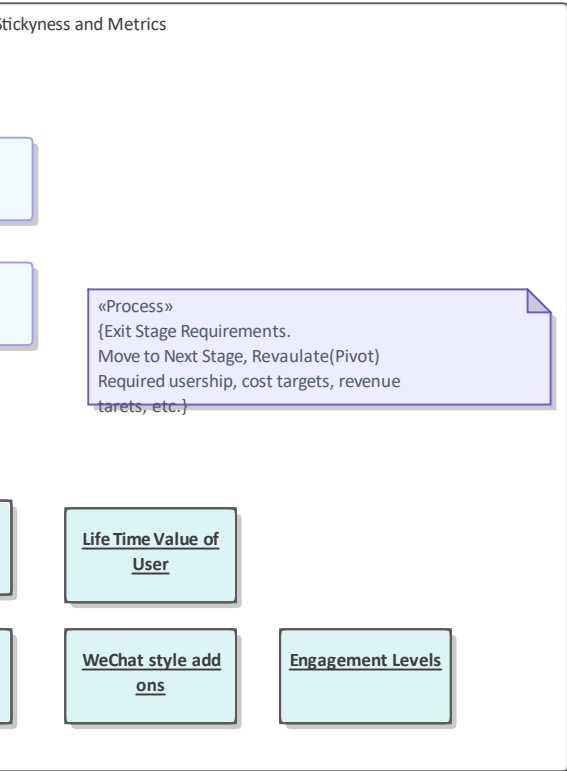 Stickyness and Metrics
«Process»
{Exit Stage Requirements.
Move to Next Stage, Revaulate(Pivot)
Required usership, cost targets, revenue
tarets, etc.}
Life Time Value of
User
WeChat style add
ons
Engagement Levels